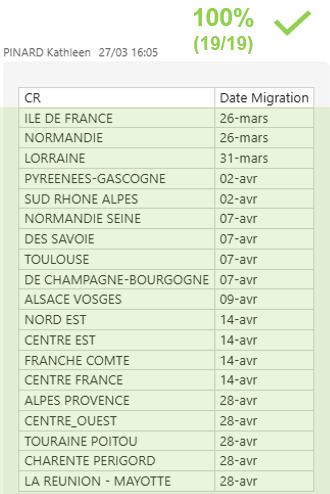 100%
(19/19)
PINARD Kathleen 27/03 16:05
CR Date Migration
ILE DE FRANCE 26-mars
NORMANDIE 26-mars
LORRAINE 31-mars
PYREENEES-GASCOGNE 02-avr
SUD RHONE ALPES 02-avr
NORMANDIE SEINE 07-avr
DES SAVOIE 07-avr
TOULOUSE 07-avr
DE CHAMPAGNE-BOURGOGNE 07-avr
ALSACE VOSGES 09-avr
NORD EST 14-avr
CENTRE EST 14-avr
FRANCHE COMTE 14-avr
CENTRE FRANCE 14-avr
ALPES PROVENCE 28-avr
CENTRE_OUEST 28-avr
TOURAINE POITOU 28-avr
CHARENTE PERIGORD 28-avr
LA REUNION - MAYOTTE 28-avr